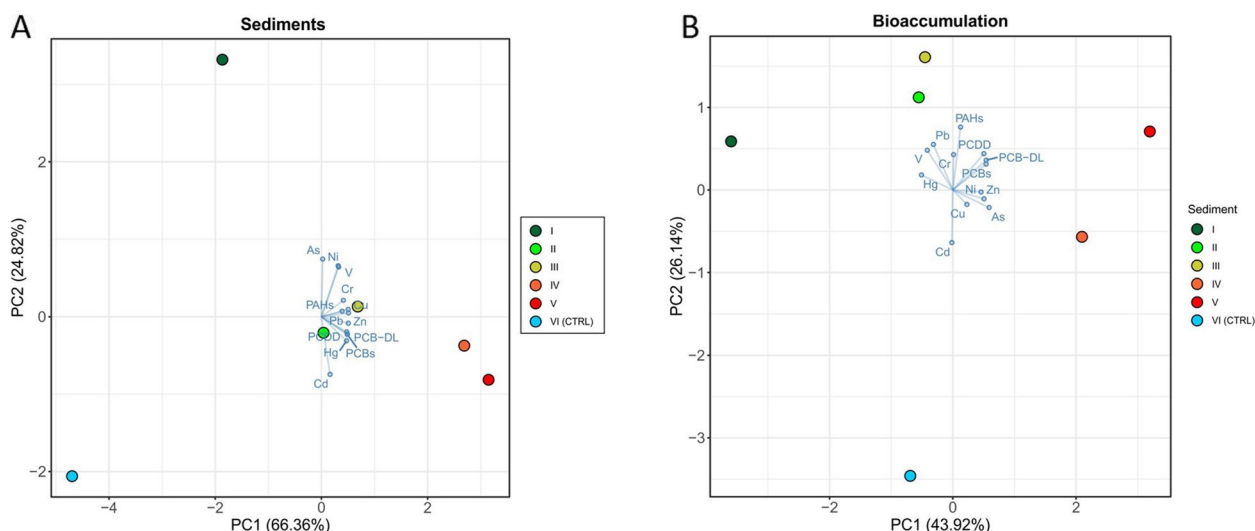 A
Sediments
PC2 (24.82%)
2
0
−2
As
Ni
V
Cr
PAHs
Pb
Zn
PCDD
PCB−DL
Hg
PCBs
Cd
−4
−2
0
2
PC1 (66.36%)
I
II
III
IV
V
VI (CTRL)
B
Bioaccumulation
PC2 (26.14%)
1
0
−1
−2
−3
PAHs
Pb
PCDD
V
Cr
PCB−DL
PCBs
Hg
Ni
Zn
Cu
As
Cd
−2
0
2
PC1 (43.92%)
Sediment
I
II
III
IV
V
VI (CTRL)